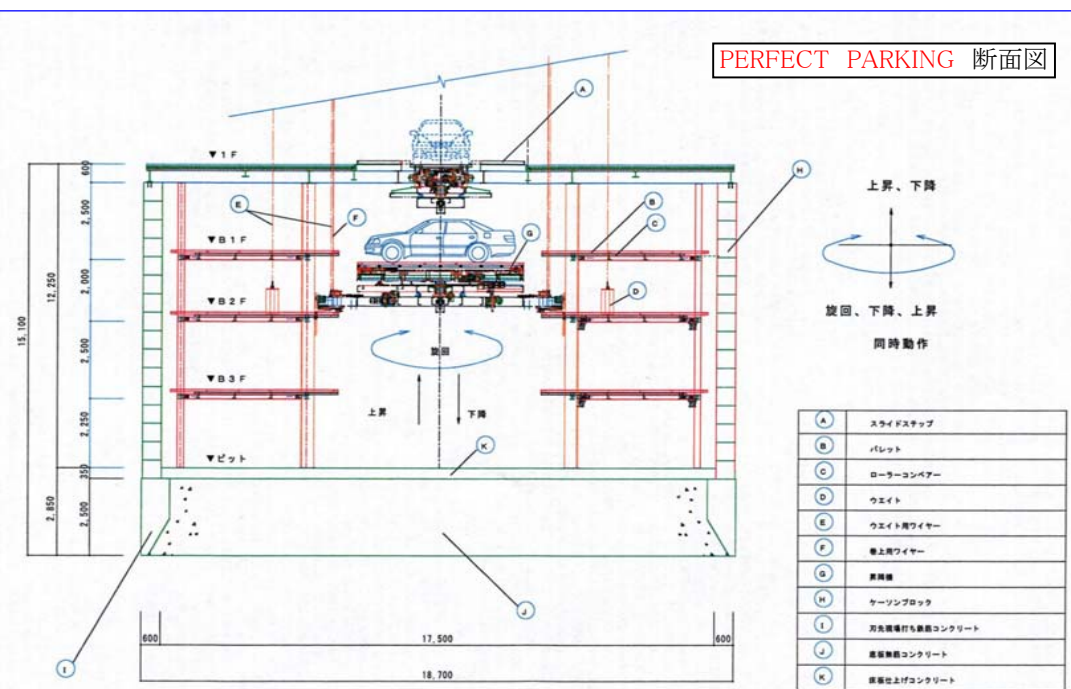 PERFECT PARKING 断面図
A
▼1F
600
H
上昇、下降
E
F
B
2,500
C
▼B1F
G
12,250
2,000
D
▼B2F
旋回、下降、上昇
15,100
旋回
同時動作
2,500
▼B3F
上昇
下降
2,250
K
▼ピット
350
2,850
2,500
J
600
17,500
600
I
18,700
A スライドステップ
B パレット
C ローラーコンベアー
D ウエイト
E ウエイト用ワイヤー
F 巻上用ワイヤー
G 昇降機
H ケーソンブロック
I 刃先現場打ち鉄筋コンクリート
J 底版無筋コンクリート
K 床版仕上げコンクリート